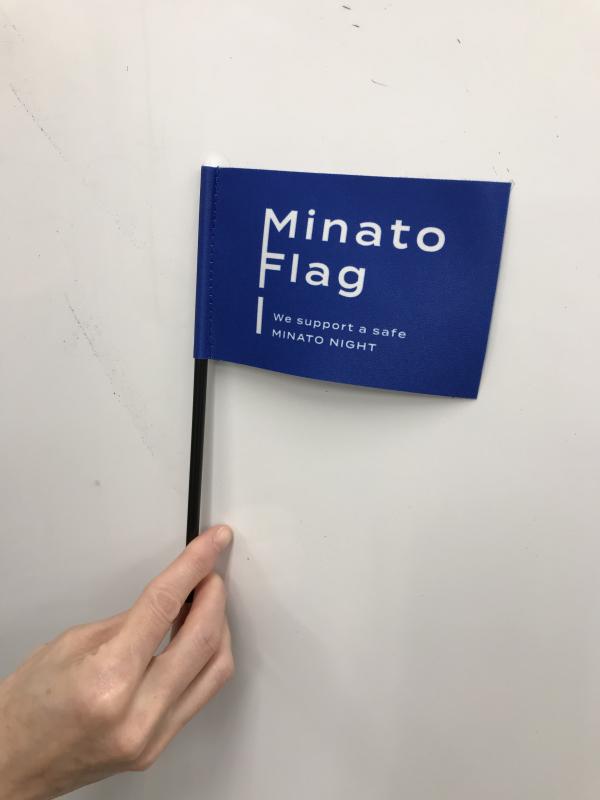 Minato
Flag
We support a safe
MINATO NIGHT